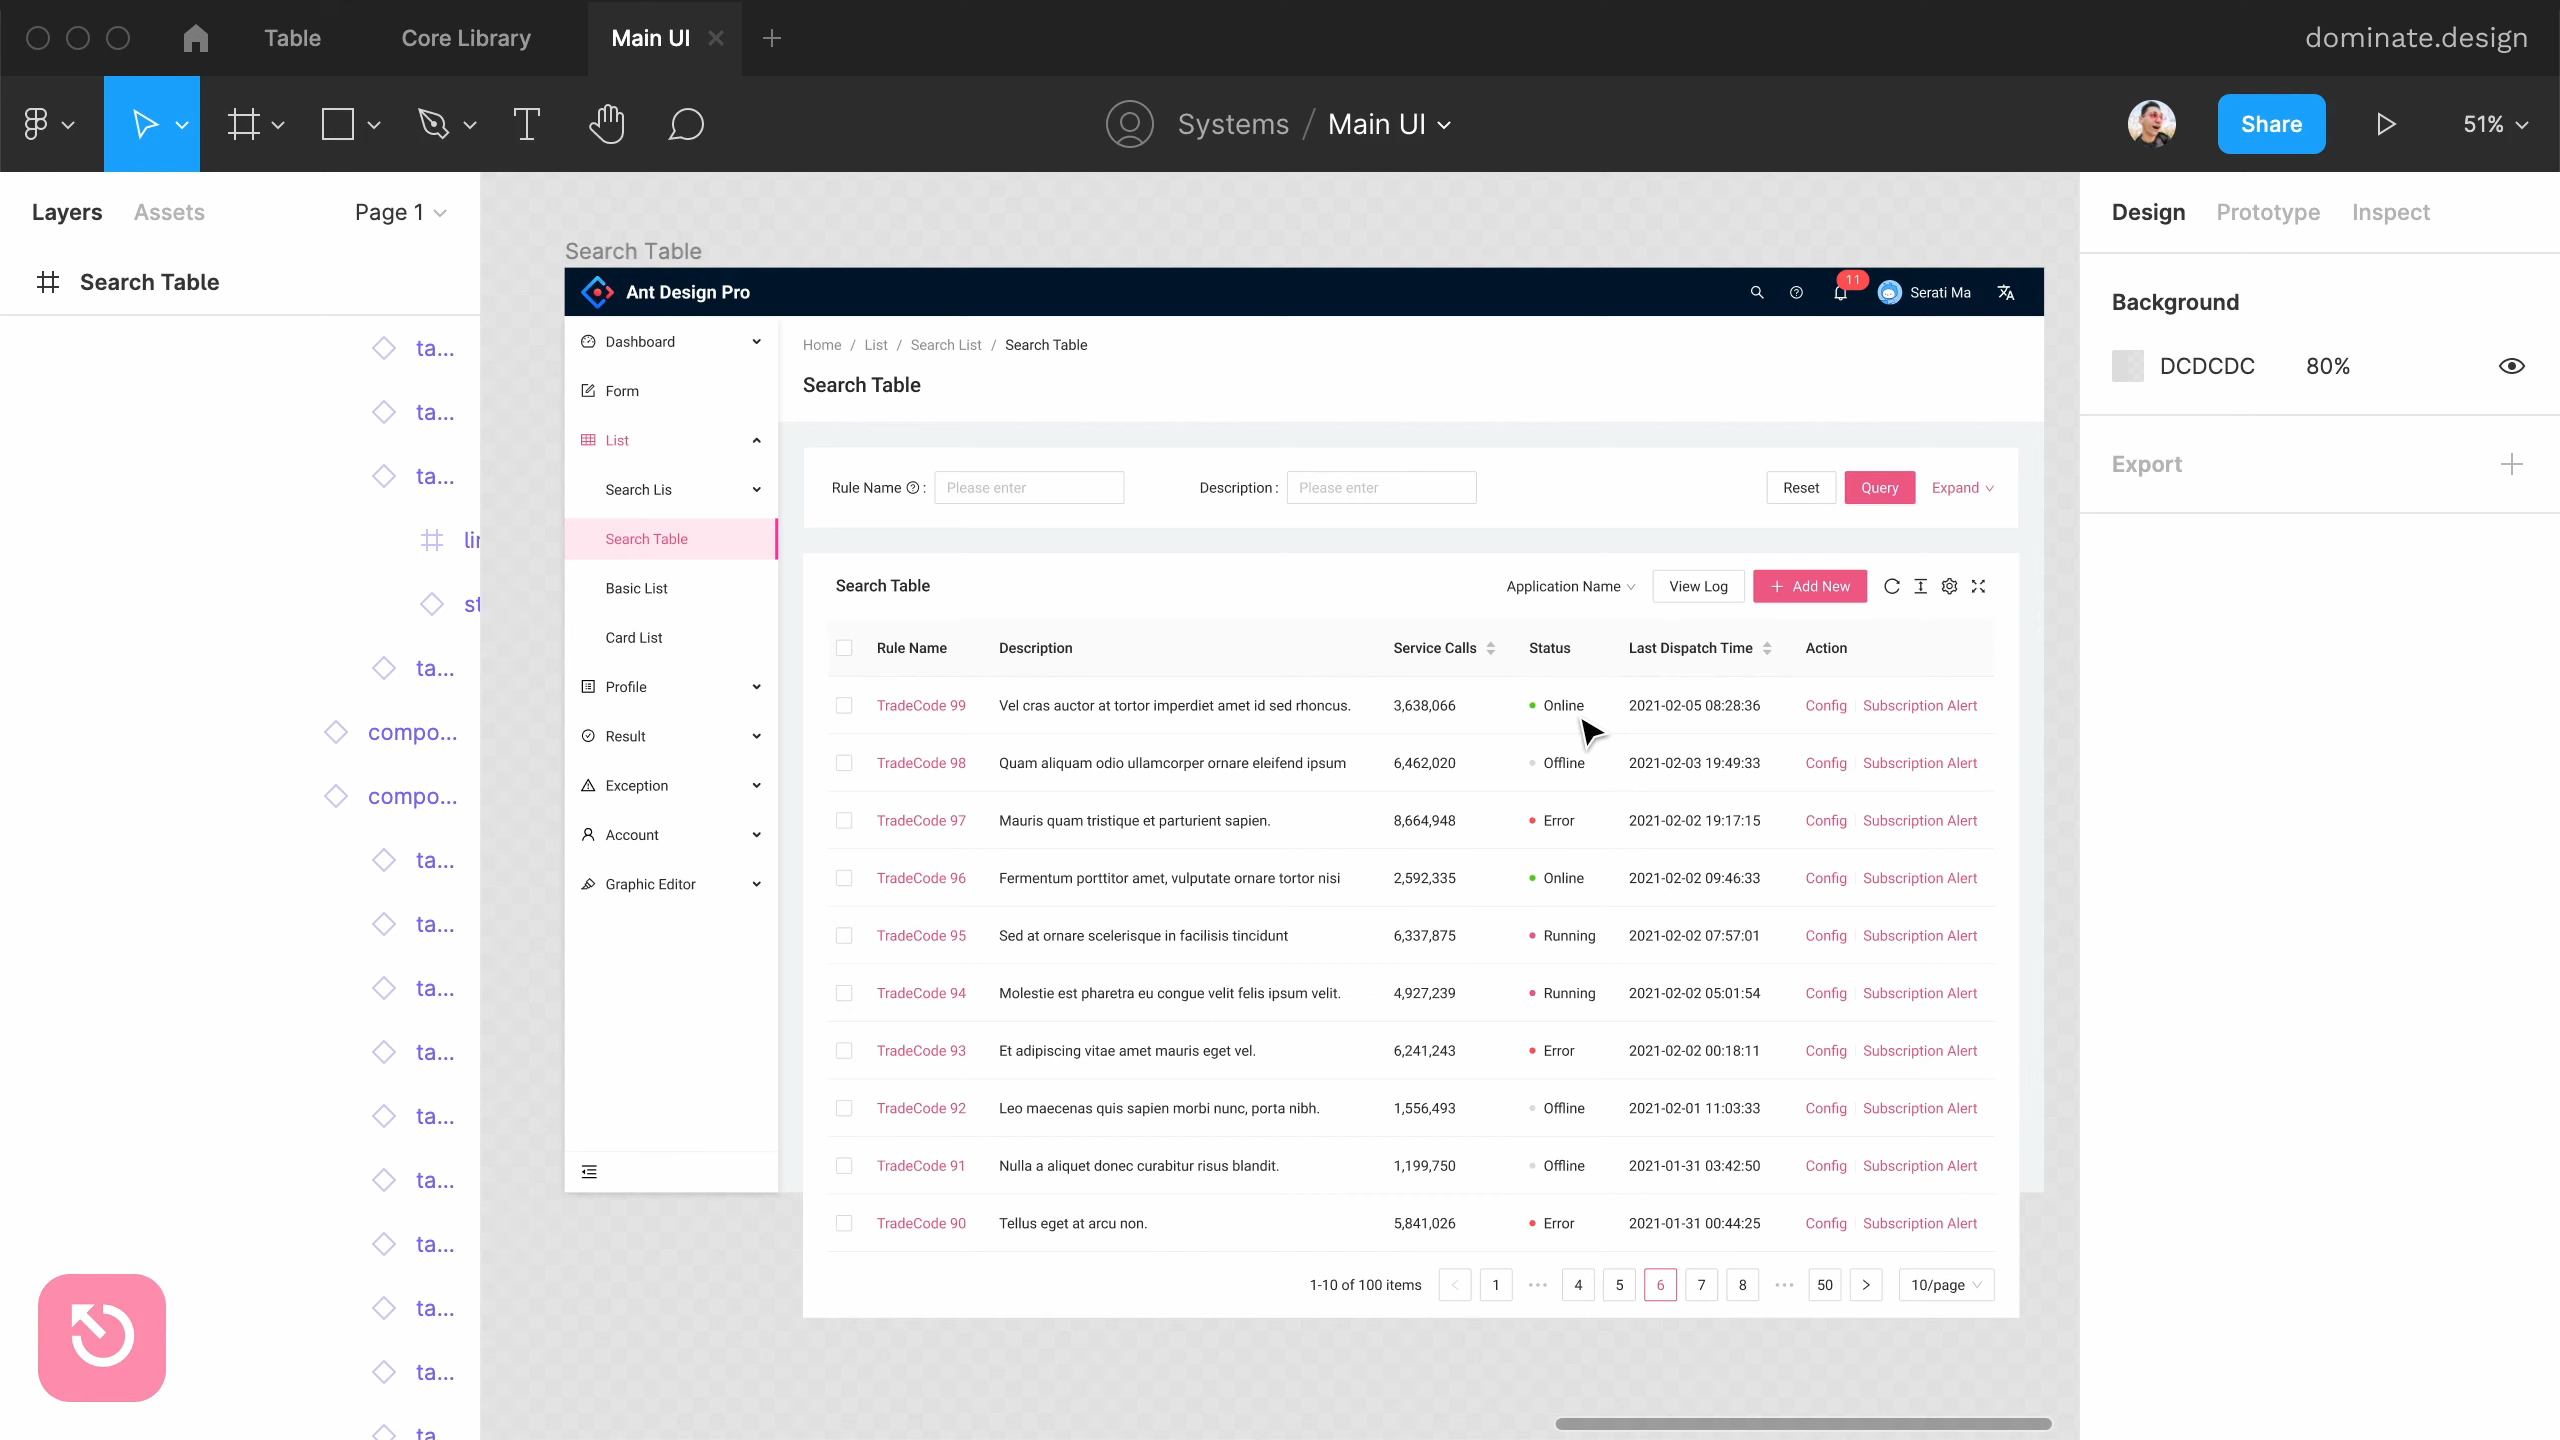 Table
Core Library
Main UI
dominate.design
Systems / Main UI
Share
51%
Layers
Assets
Page 1
Design
Prototype
Inspect
Search Table
ta...
ta...
ta...
ta...
compo...
compo...
ta...
ta...
ta...
ta...
ta...
ta...
ta...
ta...
ta...
Search Table
Ant Design Pro
11
Serati Ma
Dashboard
Form
List
Search Lis
Search Table
Basic List
Card List
Profile
Result
Exception
Account
Graphic Editor
Home / List / Search List / Search Table
Search Table
Rule Name : Please enter
Description : Please enter
Reset
Query
Expand
Search Table
Application Name
View Log
+ Add New
Rule Name Description Service Calls Status Last Dispatch Time Action
TradeCode 99 Vel cras auctor at tortor imperdiet amet id sed rhoncus. 3,638,066 Online 2021-02-05 08:28:36 Config Subscription Alert
TradeCode 98 Quam aliquam odio ullamcorper ornare eleifend ipsum 6,462,020 Offline 2021-02-03 19:49:33 Config Subscription Alert
TradeCode 97 Mauris quam tristique et parturient sapien. 8,664,948 Error 2021-02-02 19:17:15 Config Subscription Alert
TradeCode 96 Fermentum porttitor amet, vulputate ornare tortor nisi 2,592,335 Online 2021-02-02 09:46:33 Config Subscription Alert
TradeCode 95 Sed at ornare scelerisque in facilisis tincidunt 6,337,875 Running 2021-02-02 07:57:01 Config Subscription Alert
TradeCode 94 Molestie est pharetra eu congue velit felis ipsum velit. 4,927,239 Running 2021-02-02 05:01:54 Config Subscription Alert
TradeCode 93 Et adipiscing vitae amet mauris eget vel. 6,241,243 Error 2021-02-02 00:18:11 Config Subscription Alert
TradeCode 92 Leo maecenas quis sapien morbi nunc, porta nibh. 1,556,493 Offline 2021-02-01 11:03:33 Config Subscription Alert
TradeCode 91 Nulla a aliquet donec curabitur risus blandit. 1,199,750 Offline 2021-01-31 03:42:50 Config Subscription Alert
TradeCode 90 Tellus eget at arcu non. 5,841,026 Error 2021-01-31 00:44:25 Config Subscription Alert
1-10 of 100 items < 1 ••• 4 5 6 7 8 ••• 50 > 10/page
Background
DCDCDC 80%
Export